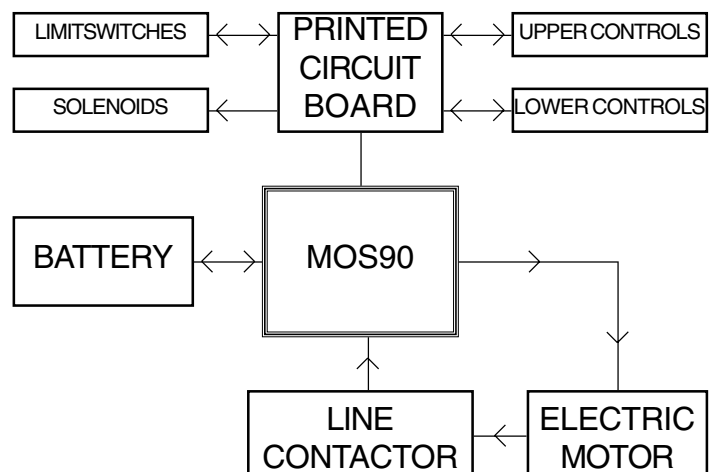 LIMITSWITCHES
SOLENOIDS
PRINTED
CIRCUIT
BOARD
UPPER CONTROLS
LOWER CONTROLS
BATTERY
MOS90
LINE
CONTACTOR
ELECTRIC
MOTOR